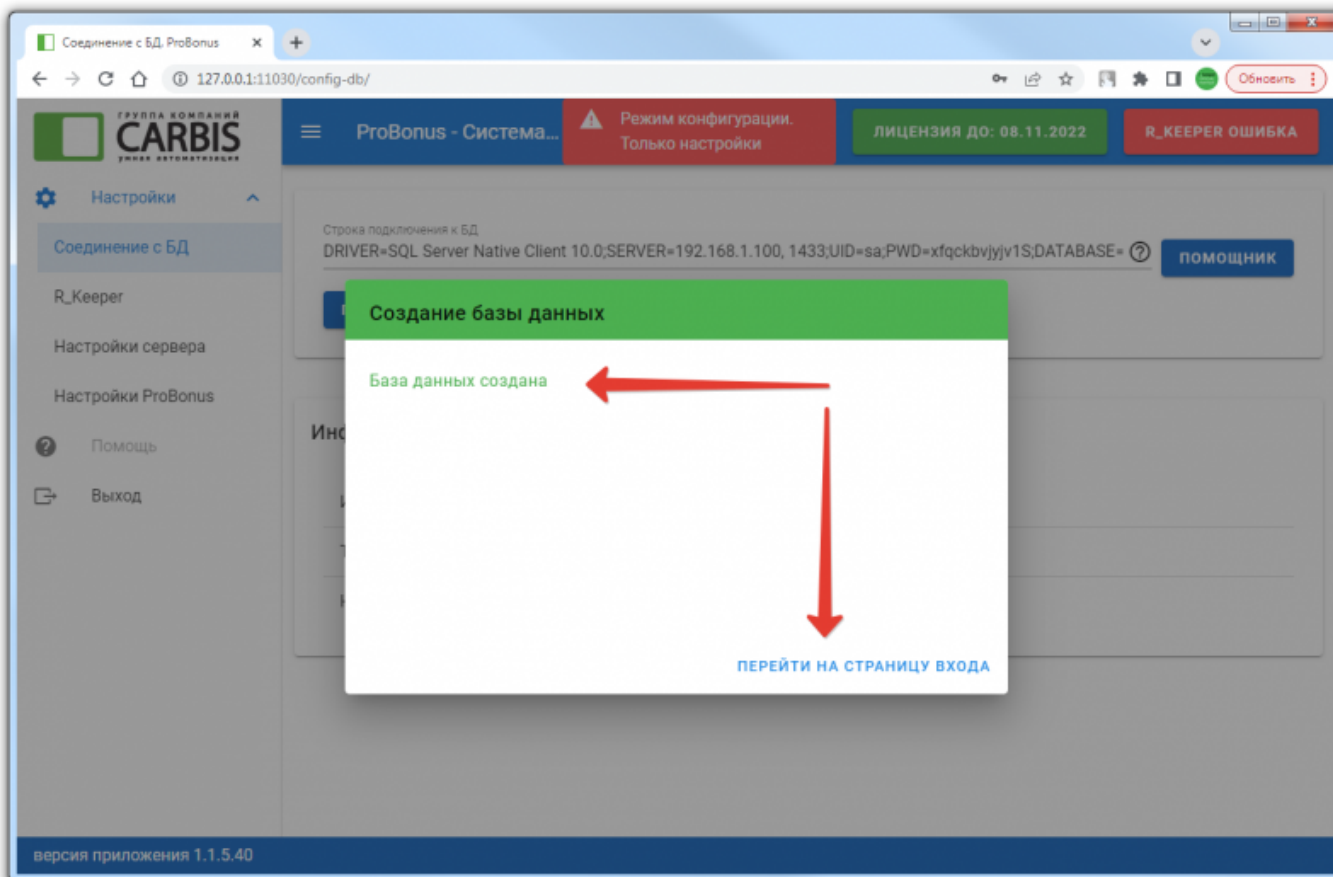 Соединение с БД, ProBonus
127.0.0.1:11030/config-db/
Обновить
ГРУППА КОМПАНИЙ
CARBIS
умная автоматизация
ProBonus - Система...
Режим конфигурации.
Только настройки
ЛИЦЕНЗИЯ ДО: 08.11.2022
R_KEEPER ОШИБКА
Настройки
Соединение с БД
R_Keeper
Настройки сервера
Настройки ProBonus
Помощь
Выход
Строка подключения к БД
DRIVER=SQL Server Native Client 10.0;SERVER=192.168.1.100, 1433;UID=sa;PWD=xfqckbvjyjv1S;DATABASE=
ПОМОЩНИК
Создание базы данных
База данных создана
ПЕРЕЙТИ НА СТРАНИЦУ ВХОДА
версия приложения 1.1.5.40